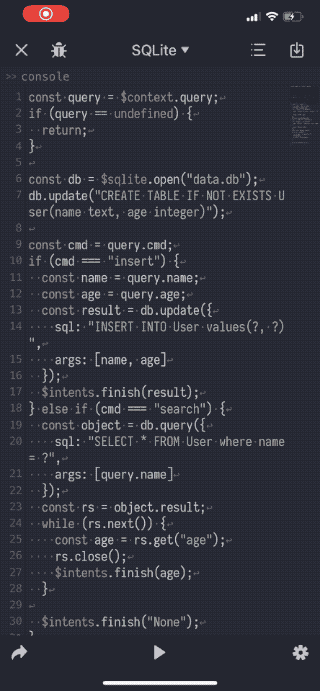 SQLite ▾
>> console
1 const query = $context.query;
2 if (query == undefined) {
3 return;
4 }
5
6 const db = $sqlite.open("data.db");
7 db.update("CREATE TABLE IF NOT EXISTS U
ser(name text, age integer)");
8
9 const cmd = query.cmd;
10 if (cmd === "insert") {
11 const name = query.name;
12 const age = query.age;
13 const result = db.update({
14 sql: "INSERT INTO User values(?, ?)
",
15 args: [name, age]
16 });
17 $intents.finish(result);
18 } else if (cmd === "search") {
19 const object = db.query({
20 sql: "SELECT * FROM User where name
= ?",
21 args: [query.name]
22 });
23 const rs = object.result;
24 while (rs.next()) {
25 const age = rs.get("age");
26 rs.close();
27 $intents.finish(age);
28 }
29
30 $intents.finish("None");